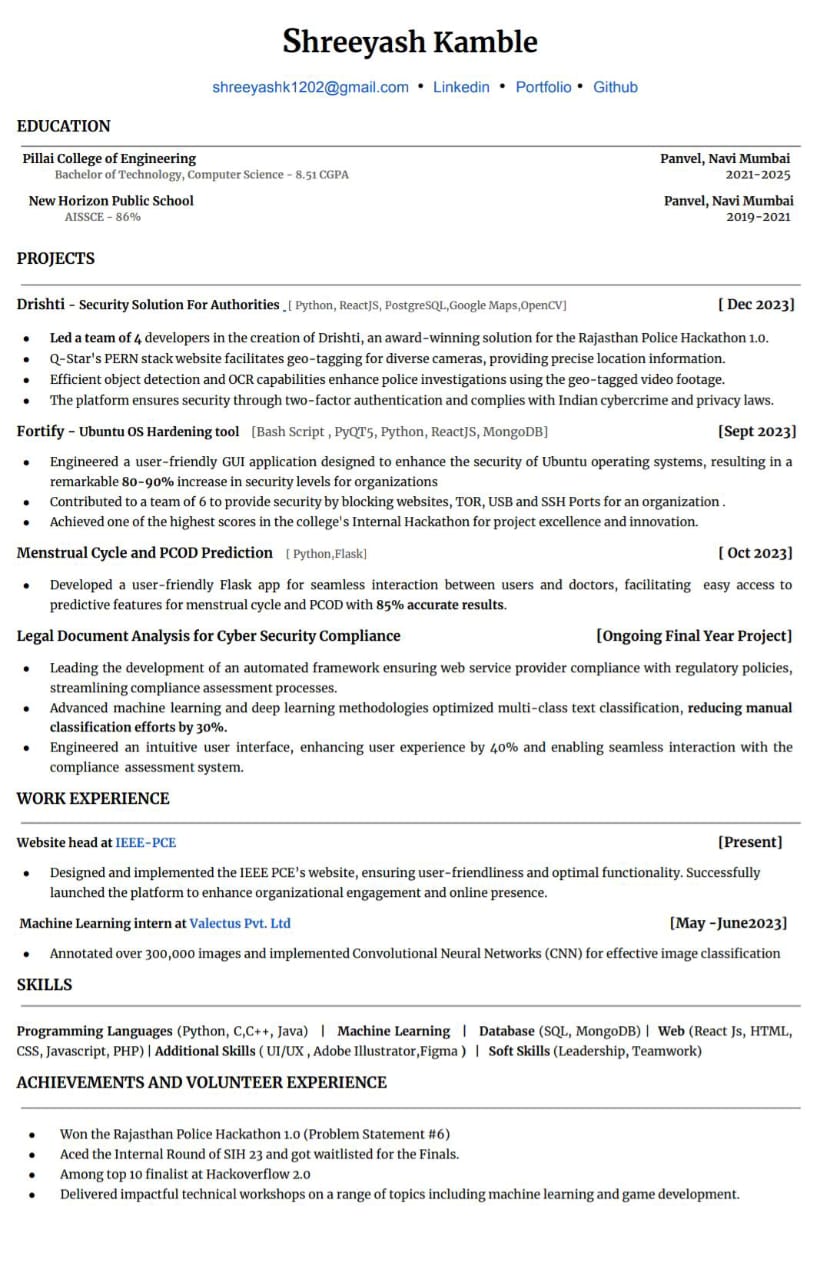 Shreeyash Kamble
shreeyashk1202@gmail.com • Linkedin • Portfolio • Github
EDUCATION
Pillai College of Engineering Panvel, Navi Mumbai
Bachelor of Technology, Computer Science - 8.51 CGPA 2021-2025
New Horizon Public School Panvel, Navi Mumbai
AISSCE - 86% 2019-2021
PROJECTS
Drishti - Security Solution For Authorities [ Python, ReactJS, PostgreSQL,Google Maps,OpenCV] [ Dec 2023]
• Led a team of 4 developers in the creation of Drishti, an award-winning solution for the Rajasthan Police Hackathon 1.0.
• Q-Star's PERN stack website facilitates geo-tagging for diverse cameras, providing precise location information.
• Efficient object detection and OCR capabilities enhance police investigations using the geo-tagged video footage.
• The platform ensures security through two-factor authentication and complies with Indian cybercrime and privacy laws.
Fortify - Ubuntu OS Hardening tool [Bash Script , PyQT5, Python, ReactJS, MongoDB] [Sept 2023]
• Engineered a user-friendly GUI application designed to enhance the security of Ubuntu operating systems, resulting in a
remarkable 80-90% increase in security levels for organizations
• Contributed to a team of 6 to provide security by blocking websites, TOR, USB and SSH Ports for an organization .
• Achieved one of the highest scores in the college's Internal Hackathon for project excellence and innovation.
Menstrual Cycle and PCOD Prediction [ Python,Flask] [ Oct 2023]
• Developed a user-friendly Flask app for seamless interaction between users and doctors, facilitating easy access to
predictive features for menstrual cycle and PCOD with 85% accurate results.
Legal Document Analysis for Cyber Security Compliance [Ongoing Final Year Project]
• Leading the development of an automated framework ensuring web service provider compliance with regulatory policies,
streamlining compliance assessment processes.
• Advanced machine learning and deep learning methodologies optimized multi-class text classification, reducing manual
classification efforts by 30%.
• Engineered an intuitive user interface, enhancing user experience by 40% and enabling seamless interaction with the
compliance assessment system.
WORK EXPERIENCE
Website head at IEEE-PCE [Present]
• Designed and implemented the IEEE PCE's website, ensuring user-friendliness and optimal functionality. Successfully
launched the platform to enhance organizational engagement and online presence.
Machine Learning intern at Valectus Pvt. Ltd [May -June2023]
• Annotated over 300,000 images and implemented Convolutional Neural Networks (CNN) for effective image classification
SKILLS
Programming Languages (Python, C,C++, Java) | Machine Learning | Database (SQL, MongoDB) | Web (React Js, HTML,
CSS, Javascript, PHP) | Additional Skills ( UI/UX , Adobe Illustrator,Figma ) | Soft Skills (Leadership, Teamwork)
ACHIEVEMENTS AND VOLUNTEER EXPERIENCE
• Won the Rajasthan Police Hackathon 1.0 (Problem Statement #6)
• Aced the Internal Round of SIH 23 and got waitlisted for the Finals.
• Among top 10 finalist at Hackoverflow 2.0
• Delivered impactful technical workshops on a range of topics including machine learning and game development.